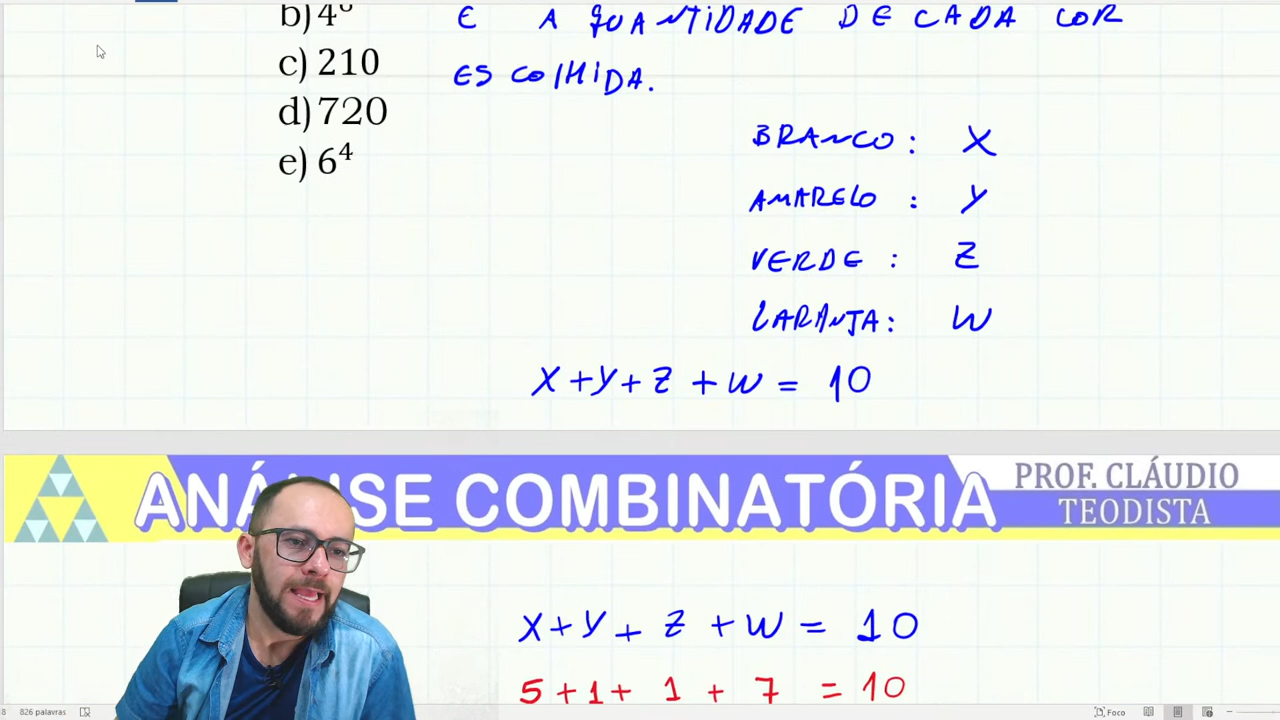 b) 4
E A QUANTIDADE DE CADA COR
c) 210
ESCOLHIDA.
d) 720
e) 6⁴
BRANCO: X
AMARELO: Y
VERDE: Z
LARANJA: W
X+Y+Z+W=10
ANÁLISE COMBINATÓRIA
PROF. CLÁUDIO
TEODISTA
X+Y+Z+W=10
5+1+1+7=10
826 palavras
Foco